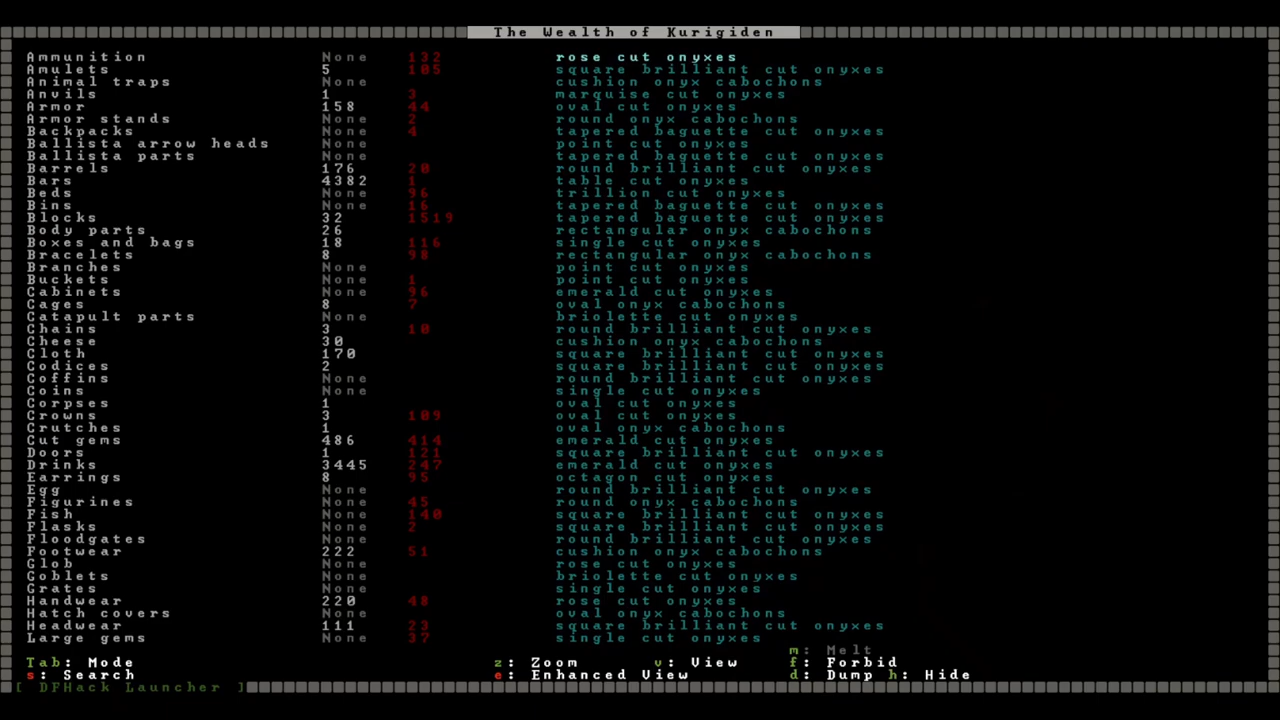 The Wealth of Kurigiden
Ammunition None 132 rose cut onyxes
Amulets 5 105 square brilliant cut onyxes
Animal traps None cushion onyx cabochons
Anvils 1 3 marquise cut onyxes
Armor 158 44 oval cut onyxes
Armor stands None 2 round onyx cabochons
Backpacks None 4 tapered baguette cut onyxes
Ballista arrow heads None point cut onyxes
Ballista parts None tapered baguette cut onyxes
Barrels 176 20 round brilliant cut onyxes
Bars 4382 1 table cut onyxes
Beds None 96 trillion cut onyxes
Bins None 16 tapered baguette cut onyxes
Blocks 32 1519 tapered baguette cut onyxes
Body parts 26 rectangular onyx cabochons
Boxes and bags 18 116 single cut onyxes
Bracelets 8 98 rectangular onyx cabochons
Branches None point cut onyxes
Buckets None 1 point cut onyxes
Cabinets None 96 emerald cut onyxes
Cages 8 7 oval onyx cabochons
Catapult parts None briolette cut onyxes
Chains 3 10 round brilliant cut onyxes
Cheese 30 cushion onyx cabochons
Cloth 170 square brilliant cut onyxes
Codices 2 square brilliant cut onyxes
Coffins None round brilliant cut onyxes
Coins None single cut onyxes
Corpses 1 oval cut onyxes
Crowns 3 109 oval cut onyxes
Crutches 1 oval onyx cabochons
Cut gems 486 414 emerald cut onyxes
Doors 1 121 square brilliant cut onyxes
Drinks 3445 247 emerald cut onyxes
Earrings 8 95 octagon cut onyxes
Egg None round brilliant cut onyxes
Figurines None 45 round onyx cabochons
Fish None 140 square brilliant cut onyxes
Flasks None 2 square brilliant cut onyxes
Floodgates None round brilliant cut onyxes
Footwear 222 51 cushion onyx cabochons
Glob None rose cut onyxes
Goblets None briolette cut onyxes
Grates None single cut onyxes
Handwear 220 48 rose cut onyxes
Hatch covers None oval onyx cabochons
Headwear 111 23 square brilliant cut onyxes
Large gems None 37 single cut onyxes
m: Melt
Tab: Mode z: Zoom v: View f: Forbid
s: Search e: Enhanced View d: Dump h: Hide
[ DFHack Launcher ]